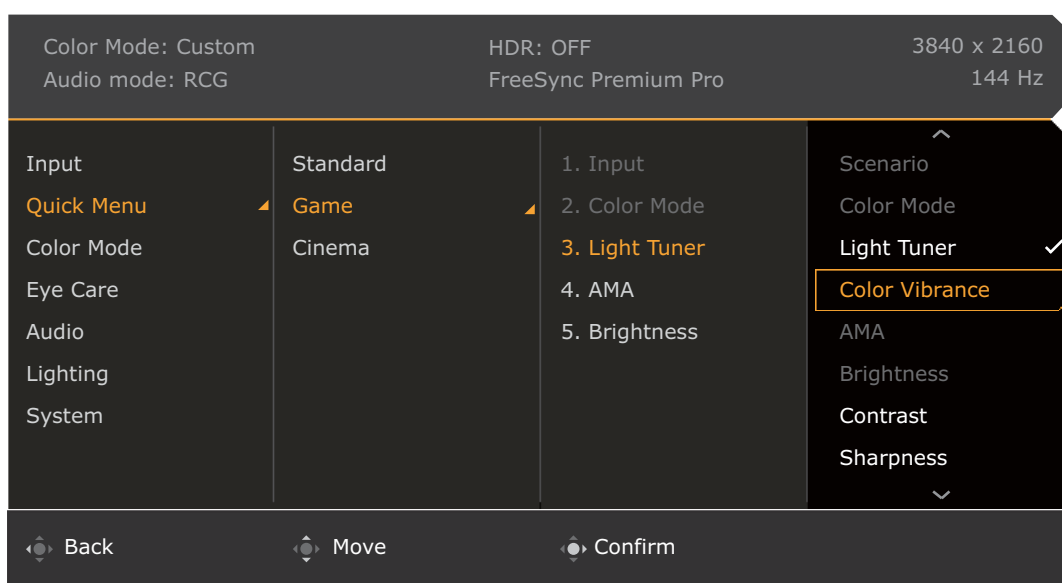 Color Mode: Custom
HDR: OFF
3840 x 2160
Audio mode: RCG
FreeSync Premium Pro
144 Hz
Input
Quick Menu
Color Mode
Eye Care
Audio
Lighting
System
Standard
Game
Cinema
1. Input
2. Color Mode
3. Light Tuner
4. AMA
5. Brightness
Scenario
Color Mode
Light Tuner
Color Vibrance
AMA
Brightness
Contrast
Sharpness
Back
Move
Confirm